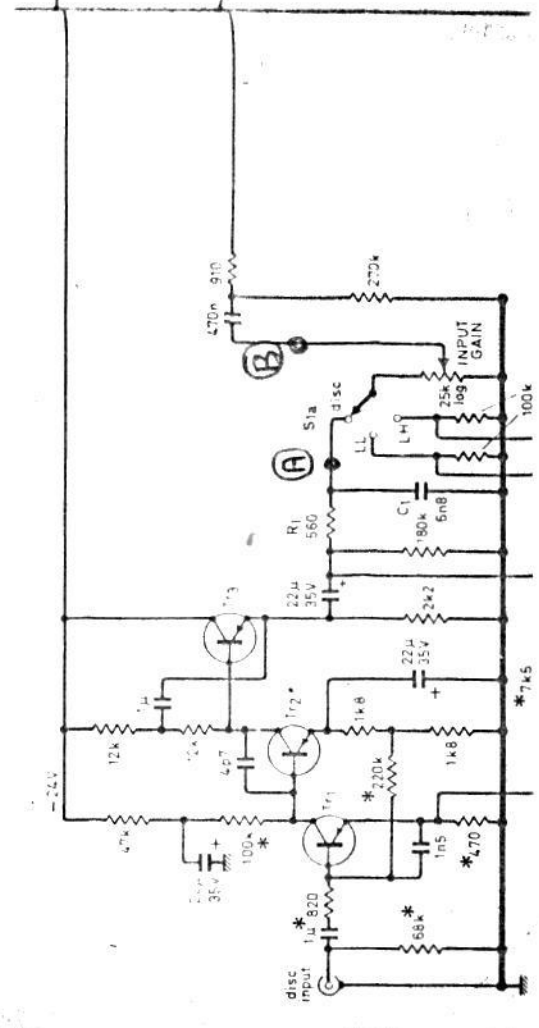 -24V
47k
35V
+
100k
*
12k
12k
1µ
4p7
Tr3
Tr2*
Tr1
*220k
1k8
1k8
22µ
35V
+
22µ
35V
+
2k2
R1
560
180k
C1
6n8
A
S1a
disc
LL
LH
B
470n
910
270k
25k
log
INPUT
GAIN
100k
disc
input
*
1µ
820
*68k
1n5
*470
*7k5